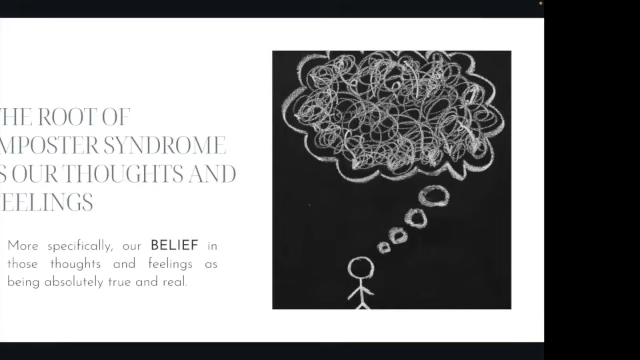 HE ROOT OF
MPOSTER SYNDROME
S OUR THOUGHTS AND
EELINGS
More specifically, our BELIEF in
those thoughts and feelings as
being absolutely true and real.